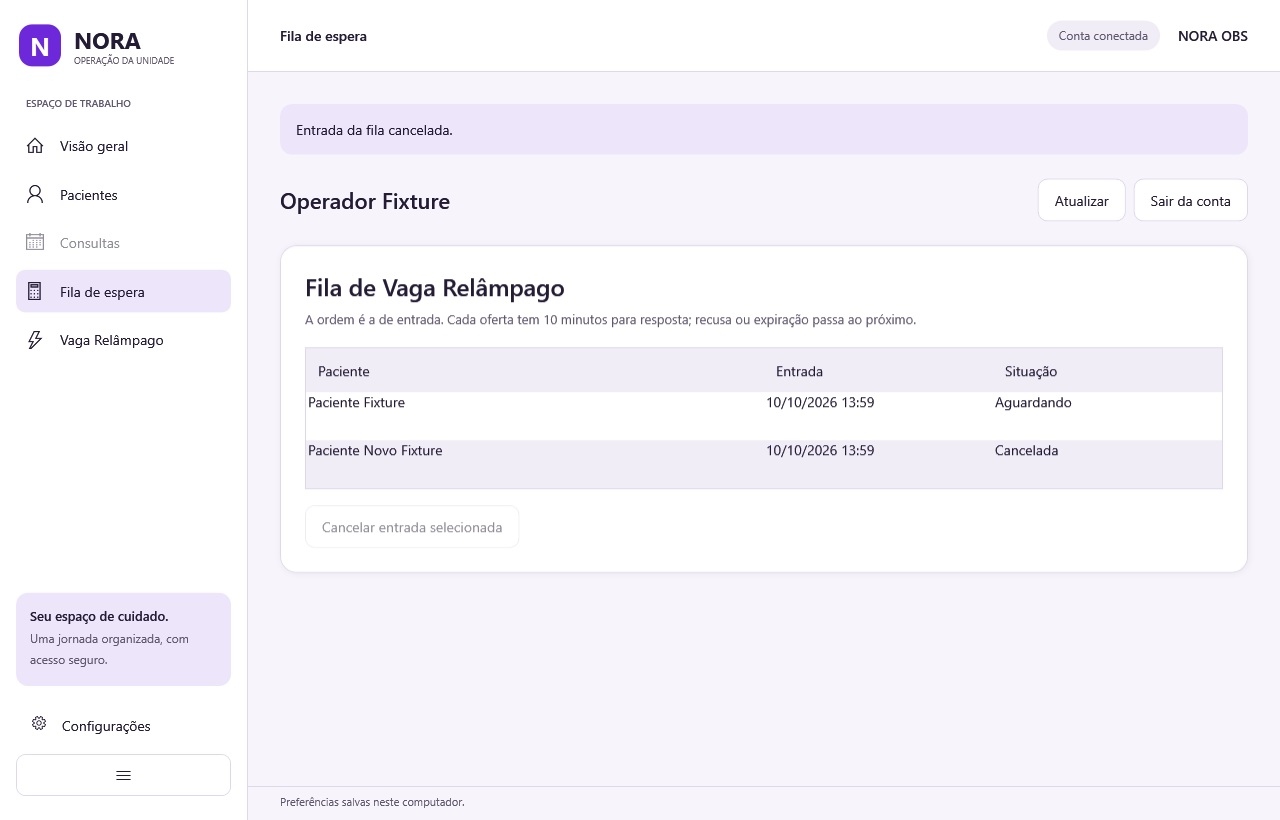 N
NORA
OPERAÇÃO DA UNIDADE
ESPAÇO DE TRABALHO
Visão geral
Pacientes
Consultas
Fila de espera
Vaga Relâmpago
Seu espaço de cuidado.
Uma jornada organizada, com
acesso seguro.
Configurações
Fila de espera
Conta conectada
NORA OBS
Entrada da fila cancelada.
Operador Fixture
Atualizar
Sair da conta
Fila de Vaga Relâmpago
A ordem é a de entrada. Cada oferta tem 10 minutos para resposta; recusa ou expiração passa ao próximo.
Paciente Entrada Situação
Paciente Fixture 10/10/2026 13:59 Aguardando
Paciente Novo Fixture 10/10/2026 13:59 Cancelada
Cancelar entrada selecionada
Preferências salvas neste computador.